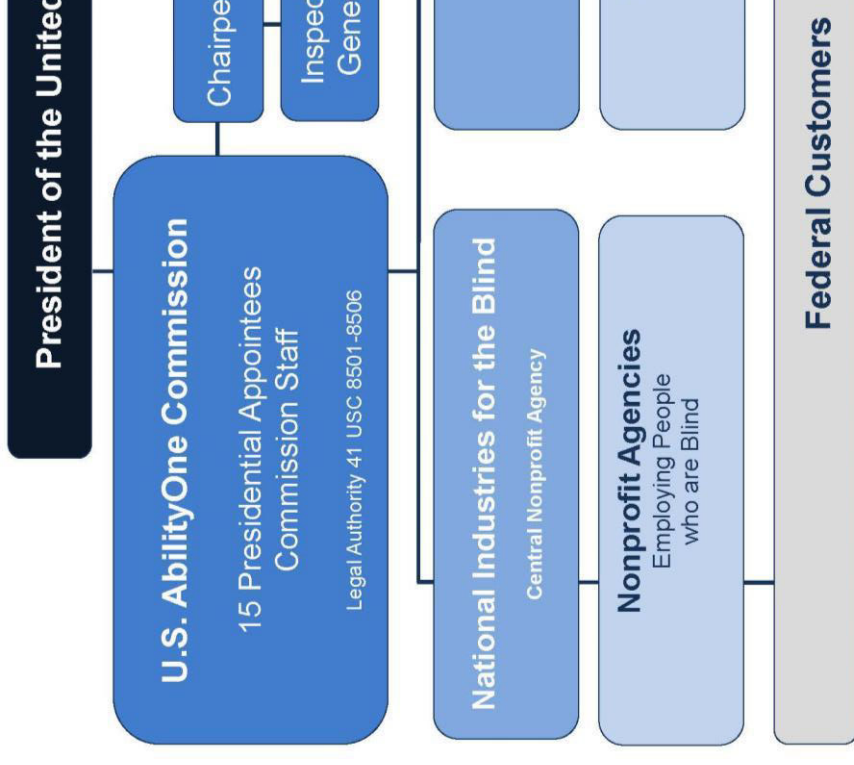 President of the United
U.S. AbilityOne Commission
15 Presidential Appointees
Commission Staff
Legal Authority 41 USC 8501-8506
Chairpe
Inspec
Gene
National Industries for the Blind
Central Nonprofit Agency
Nonprofit Agencies
Employing People
who are Blind
Federal Customers